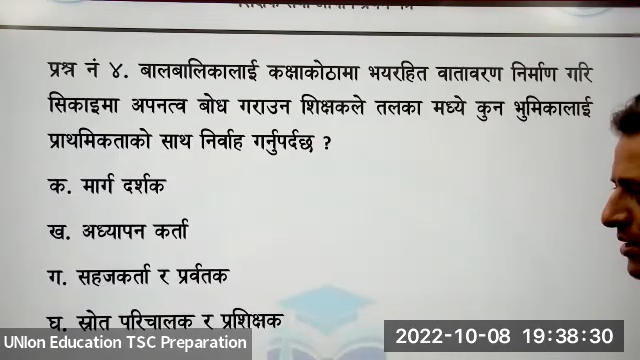 प्रश्न नं ४. बालबालिकालाई कक्षाकोठामा भयरहित वातावरण निर्माण गरि
सिकाइमा अपनत्व बोध गराउन शिक्षकले तलका मध्ये कुन भुमिकालाई
प्राथमिकताको साथ निर्वाह गर्नुपर्दछ ?
क. मार्ग दर्शक
ख. अध्यापन कर्ता
ग. सहजकर्ता र प्रर्वतक
घ. स्रोत परिचालक र प्रशिक्षक
UNIon Education TSC Preparation
2022-10-08 19:38:30